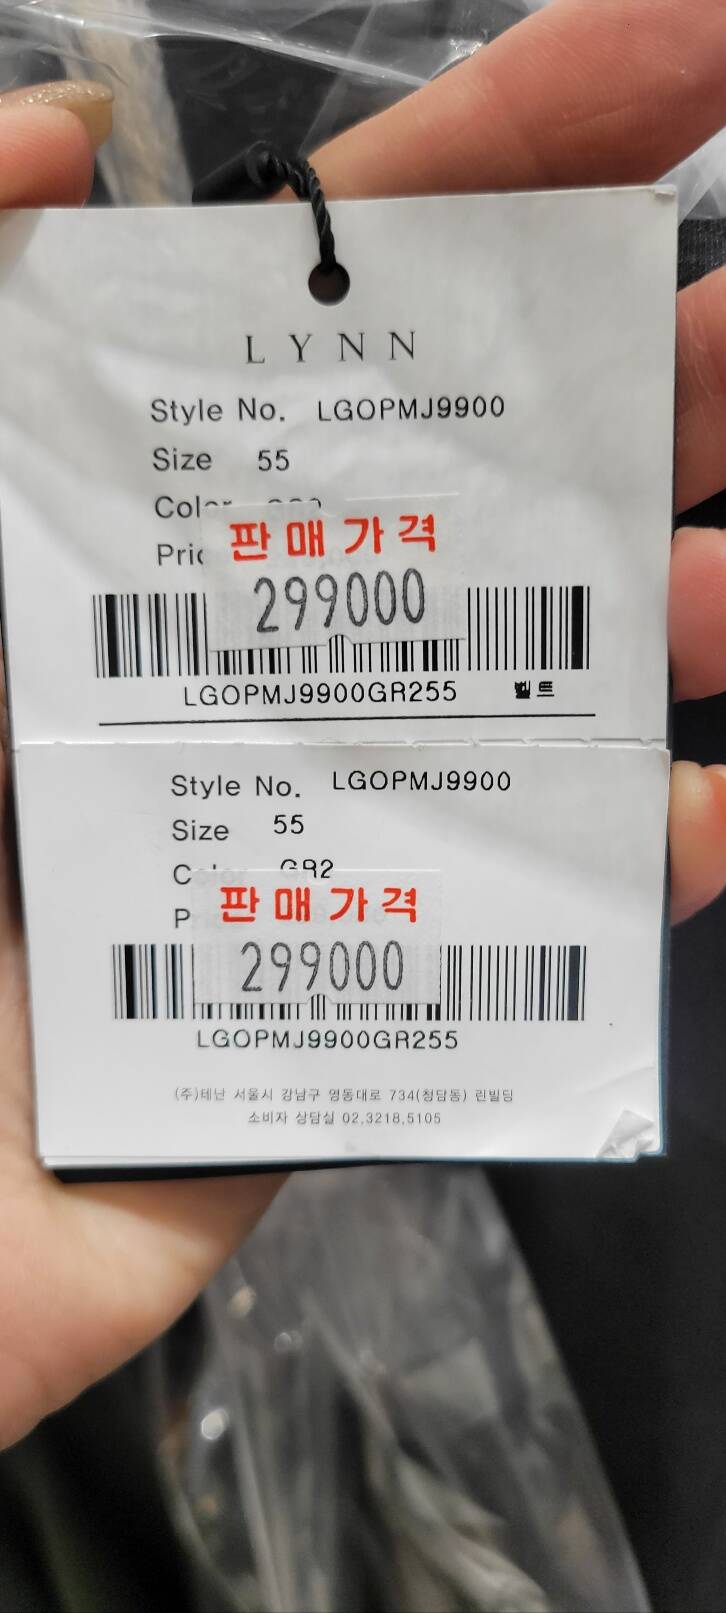 LYNN
Style No. LGOPMJ9900
Size 55
판매가격
299000
LGOPMJ9900GR255 벨트
Style No. LGOPMJ9900
Size 55
GR2
판매가격
299000
LGOPMJ9900GR255
(주)테난 서울시 강남구 영동대로 734(청담동) 린빌딩
소비자 상담실 02.3218.5105